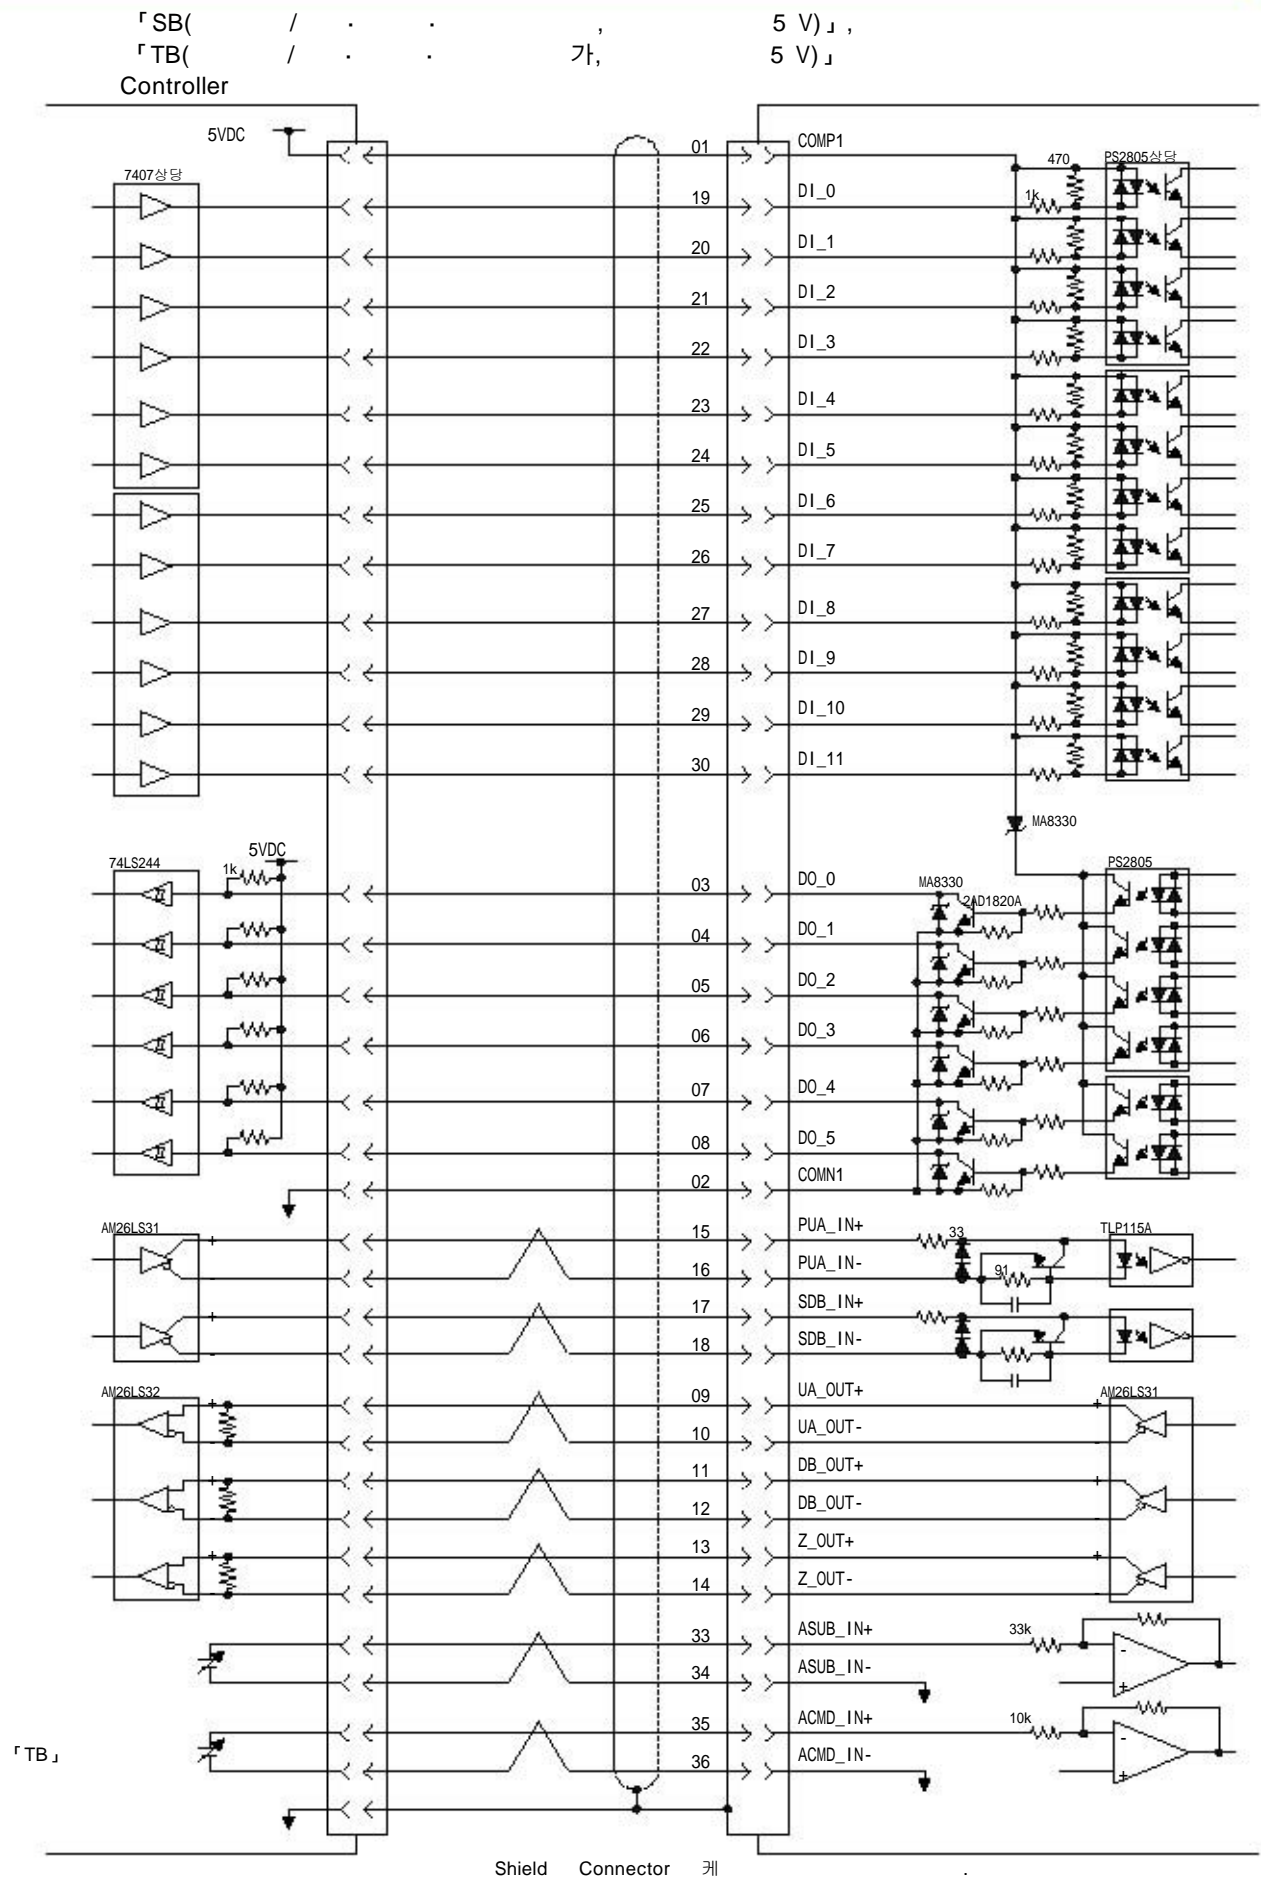 「SB( / · · , 5 V)」,
「TB( / · · 가, 5 V)」
Controller
5VDC
01 COMP1
470
PS2805상당
7407상당
19 DI_0
1k
20 DI_1
21 DI_2
22 DI_3
23 DI_4
24 DI_5
25 DI_6
26 DI_7
27 DI_8
28 DI_9
29 DI_10
30 DI_11
MA8330
5VDC
74LS244
1k
PS2805
03 DO_0
MA8330
2AD1820A
04 DO_1
05 DO_2
06 DO_3
07 DO_4
08 DO_5
02 COMN1
AM26LS31
+
15 PUA_IN+
33
TLP115A
-
16 PUA_IN-
91
+
17 SDB_IN+
-
18 SDB_IN-
AM26LS32
+
09 UA_OUT+
+
AM26LS31
-
10 UA_OUT-
-
+
11 DB_OUT+
+
-
12 DB_OUT-
-
+
13 Z_OUT+
+
-
14 Z_OUT-
-
33 ASUB_IN+
33k
-
34 ASUB_IN-
+
35 ACMD_IN+
10k
-
「TB」
36 ACMD_IN-
+
Shield Connector 케 .